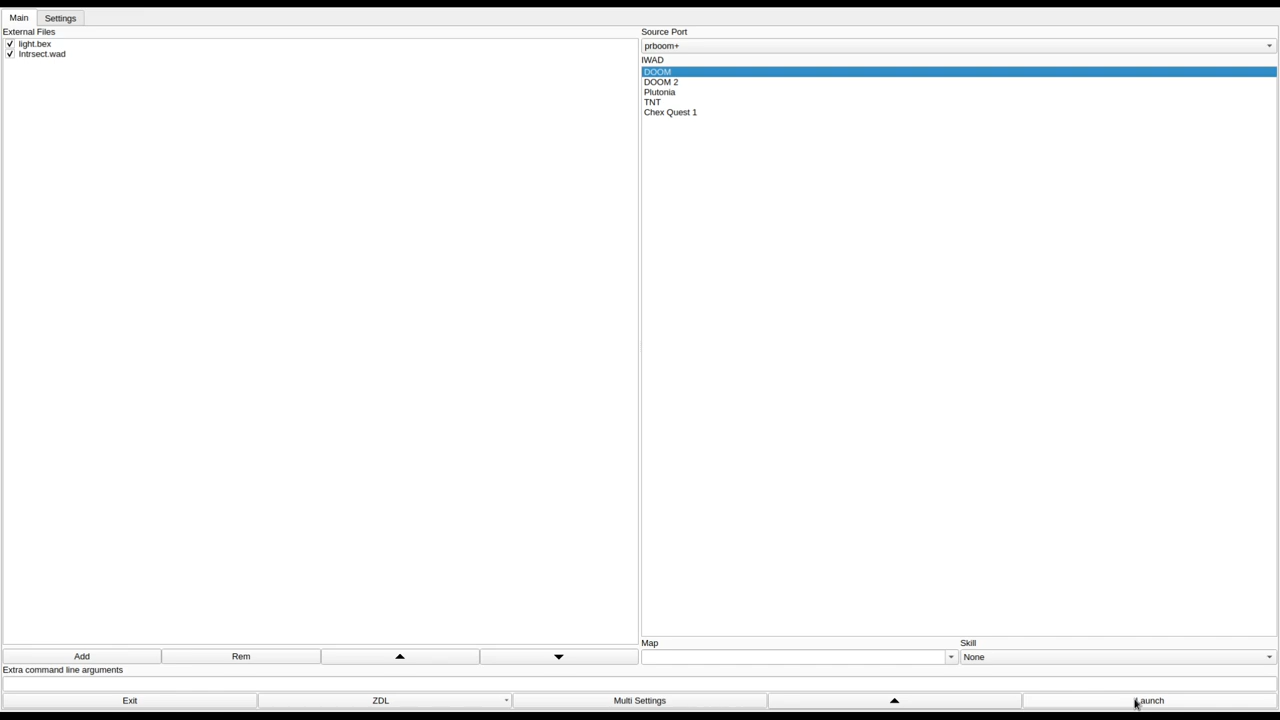 Main Settings
External Files
light.bex
Intrsect.wad
Source Port
prboom+
IWAD
DOOM
DOOM 2
Plutonia
TNT
Chex Quest 1
Map Skill
None
Add Rem
Extra command line arguments
Exit ZDL Multi Settings Launch